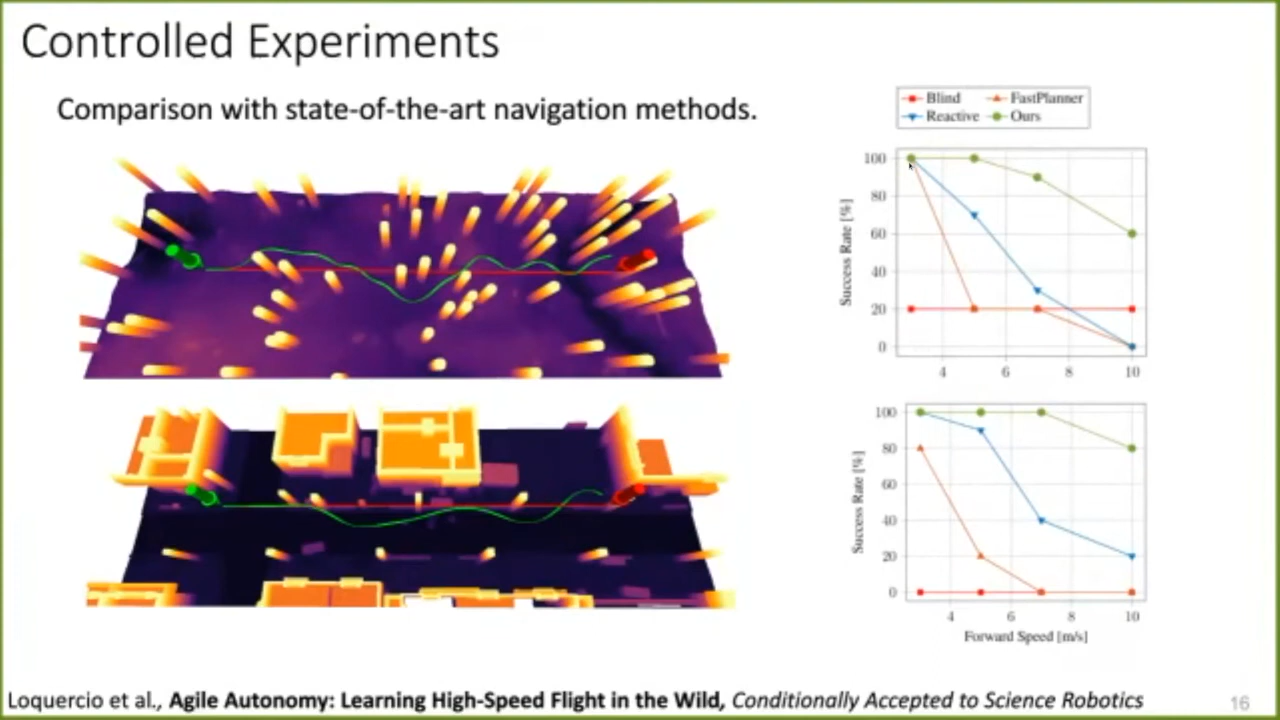 Controlled Experiments
Comparison with state-of-the-art navigation methods.
Blind FastPlanner
Reactive Ours
100
80
60
40
20
0
Success Rate [%]
4 6 8 10
100
80
60
40
20
0
Success Rate [%]
4 6 8 10
Forward Speed [m/s]
Loquercio et al., Agile Autonomy: Learning High-Speed Flight in the Wild, Conditionally Accepted to Science Robotics
16